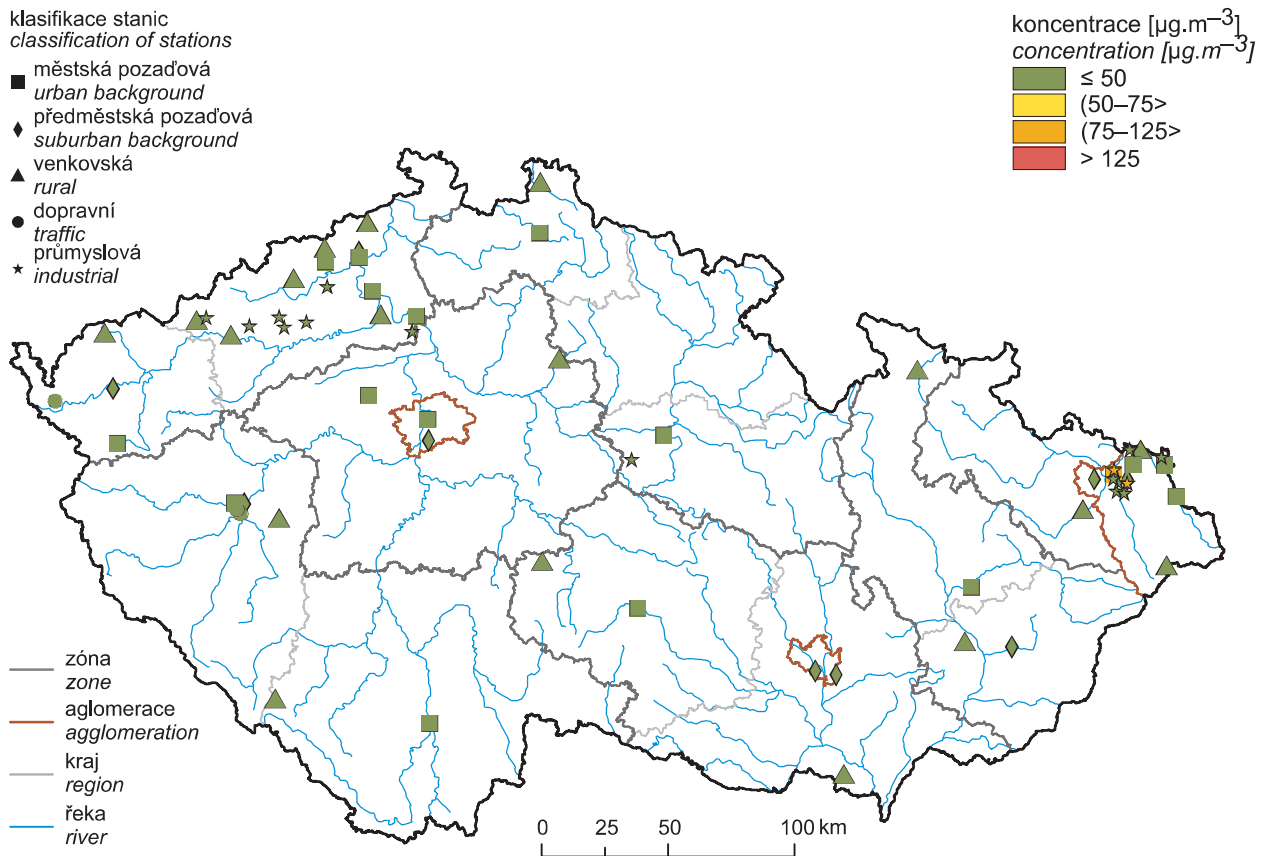 klasifikace stanic
classification of stations
městská pozaďová
urban background
předměstská pozaďová
suburban background
venkovská
rural
dopravní
traffic
průmyslová
industrial
koncentrace [µg.m–3]
concentration [µg.m–3]
≤ 50
(50–75>
(75–125>
> 125
zóna
zone
aglomerace
agglomeration
kraj
region
řeka
river
0 25 50 100 km